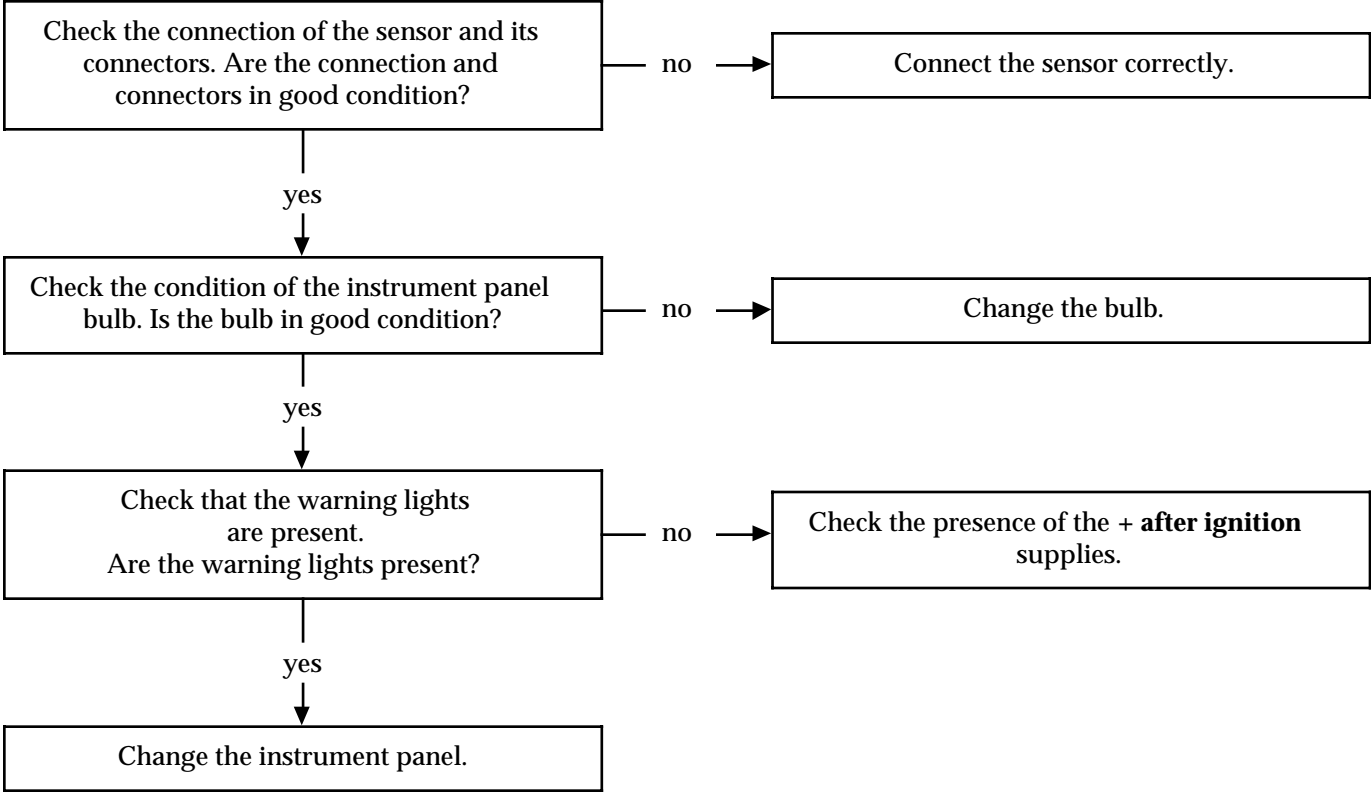 Check the connection of the sensor and its
connectors. Are the connection and
connectors in good condition?
no
Connect the sensor correctly.
yes
Check the condition of the instrument panel
bulb. Is the bulb in good condition?
no
Change the bulb.
yes
Check that the warning lights
are present.
Are the warning lights present?
no
Check the presence of the + after ignition
supplies.
yes
Change the instrument panel.